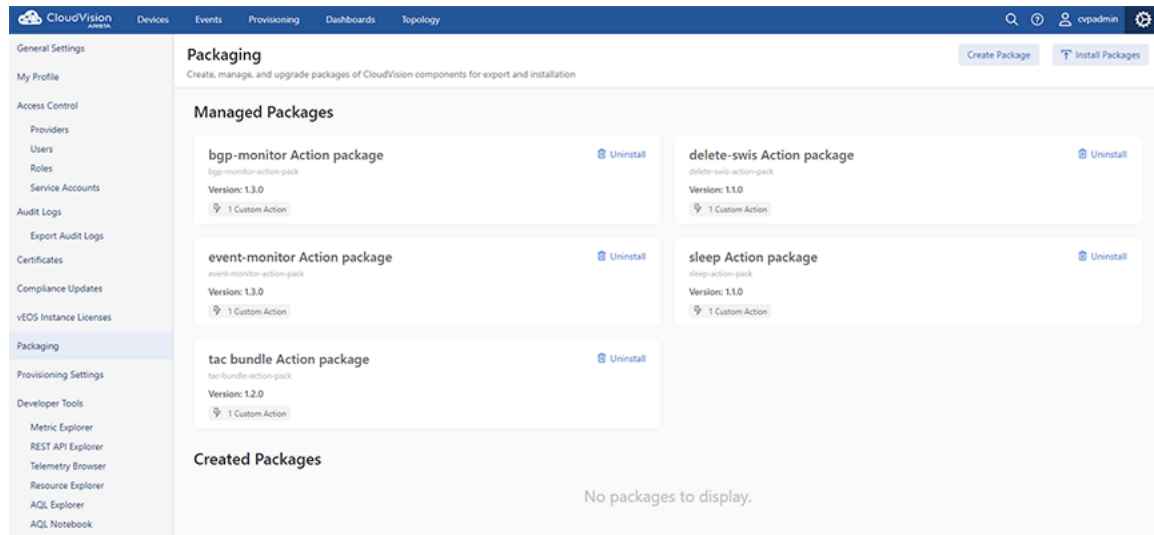 CloudVision
ARISTA
Devices
Events
Provisioning
Dashboards
Topology
cvpadmin
General Settings
My Profile
Access Control
Providers
Users
Roles
Service Accounts
Audit Logs
Export Audit Logs
Certificates
Compliance Updates
vEOS Instance Licenses
Packaging
Provisioning Settings
Developer Tools
Metric Explorer
REST API Explorer
Telemetry Browser
Resource Explorer
AQL Explorer
AQL Notebook
Packaging
Create, manage, and upgrade packages of CloudVision components for export and installation
Create Package
Install Packages
Managed Packages
bgp-monitor Action package
Uninstall
bgp-monitor-action-pack
Version: 1.3.0
1 Custom Action
delete-swis Action package
Uninstall
delete-swis-action-pack
Version: 1.1.0
1 Custom Action
event-monitor Action package
Uninstall
event-monitor-action-pack
Version: 1.3.0
1 Custom Action
sleep Action package
Uninstall
sleep-action-pack
Version: 1.1.0
1 Custom Action
tac bundle Action package
Uninstall
tac-bundle-action-pack
Version: 1.2.0
1 Custom Action
Created Packages
No packages to display.